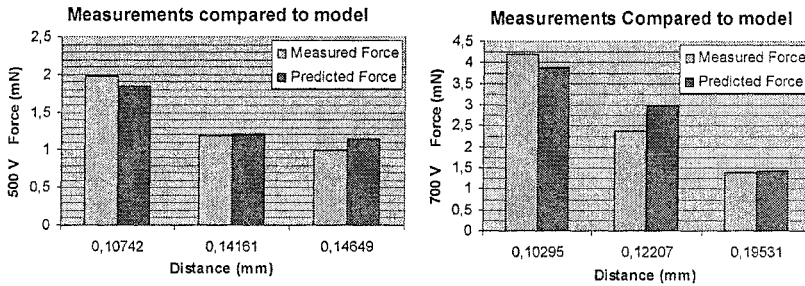 Measurements compared to model
2,5
2
1,5
1
0,5
0
500 V Force (mN)
Measured Force
Predicted Force
0,10742
0,14161
0,14649
Distance (mm)
Measurements Compared to model
4,5
4
3,5
3
2,5
2
1,5
1
0,5
0
700 V Force (mN)
Measured Force
Predicted Force
0,10295
0,12207
0,19531
Distance (mm)